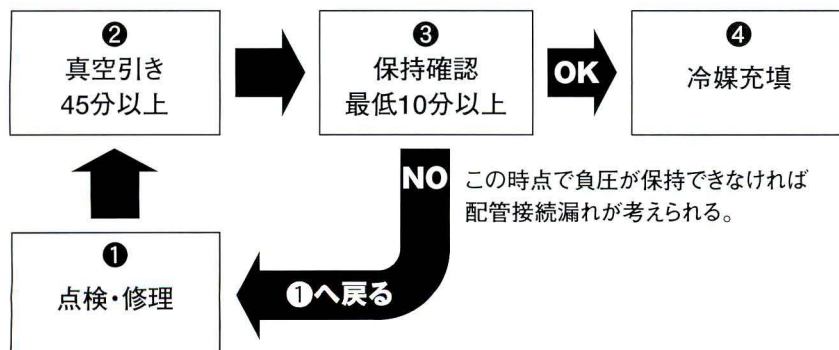 ❷
真空引き
45分以上
❸
保持確認
最低10分以上
OK
❹
冷媒充填
NO
この時点で負圧が保持できなければ
配管接続漏れが考えられる。
❶
点検・修理
❶へ戻る